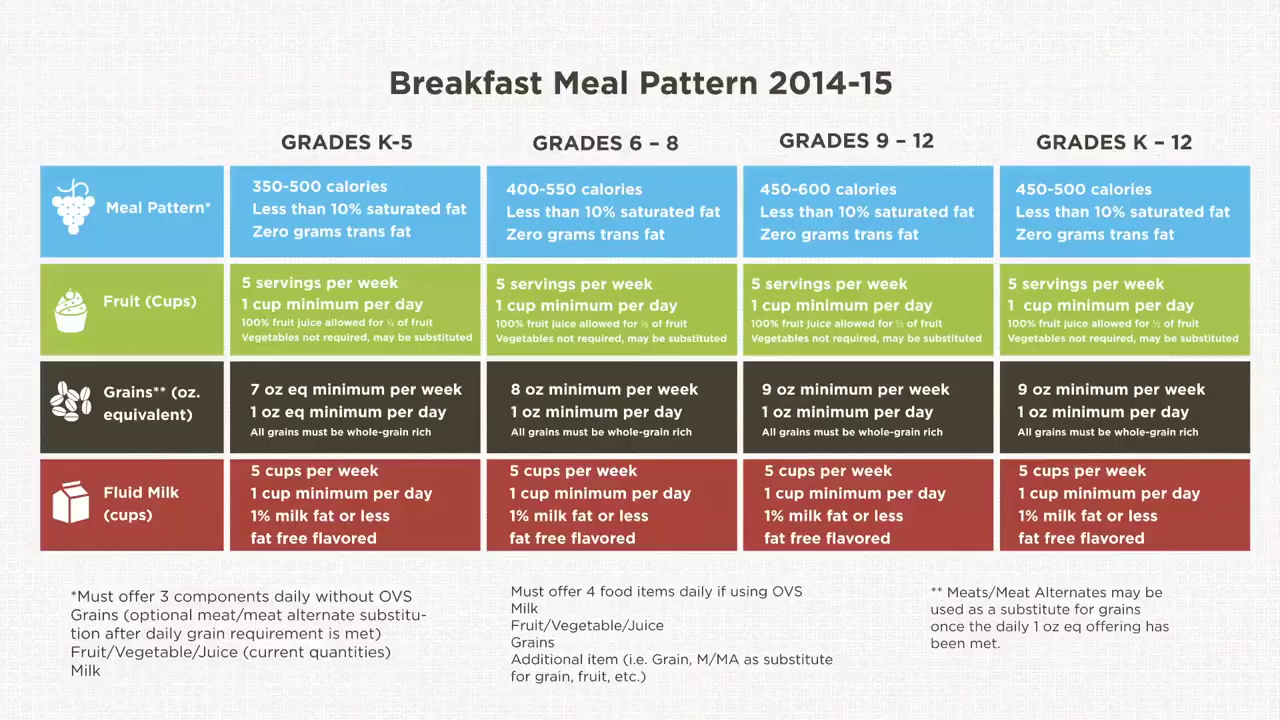 Breakfast Meal Pattern 2014-15
GRADES K-5
GRADES 6 – 8
GRADES 9 – 12
GRADES K – 12
Meal Pattern*
350-500 calories
Less than 10% saturated fat
Zero grams trans fat
400-550 calories
Less than 10% saturated fat
Zero grams trans fat
450-600 calories
Less than 10% saturated fat
Zero grams trans fat
450-500 calories
Less than 10% saturated fat
Zero grams trans fat
Fruit (Cups)
5 servings per week
1 cup minimum per day
100% fruit juice allowed for ½ of fruit
Vegetables not required, may be substituted
5 servings per week
1 cup minimum per day
100% fruit juice allowed for ½ of fruit
Vegetables not required, may be substituted
5 servings per week
1 cup minimum per day
100% fruit juice allowed for ½ of fruit
Vegetables not required, may be substituted
5 servings per week
1 cup minimum per day
100% fruit juice allowed for ½ of fruit
Vegetables not required, may be substituted
Grains** (oz.
equivalent)
7 oz eq minimum per week
1 oz eq minimum per day
All grains must be whole-grain rich
8 oz minimum per week
1 oz minimum per day
All grains must be whole-grain rich
9 oz minimum per week
1 oz minimum per day
All grains must be whole-grain rich
9 oz minimum per week
1 oz minimum per day
All grains must be whole-grain rich
Fluid Milk
(cups)
5 cups per week
1 cup minimum per day
1% milk fat or less
fat free flavored
5 cups per week
1 cup minimum per day
1% milk fat or less
fat free flavored
5 cups per week
1 cup minimum per day
1% milk fat or less
fat free flavored
5 cups per week
1 cup minimum per day
1% milk fat or less
fat free flavored
*Must offer 3 components daily without OVS
Grains (optional meat/meat alternate substitu-
tion after daily grain requirement is met)
Fruit/Vegetable/Juice (current quantities)
Milk
Must offer 4 food items daily if using OVS
Milk
Fruit/Vegetable/Juice
Grains
Additional item (i.e. Grain, M/MA as substitute
for grain, fruit, etc.)
** Meats/Meat Alternates may be
used as a substitute for grains
once the daily 1 oz eq offering has
been met.